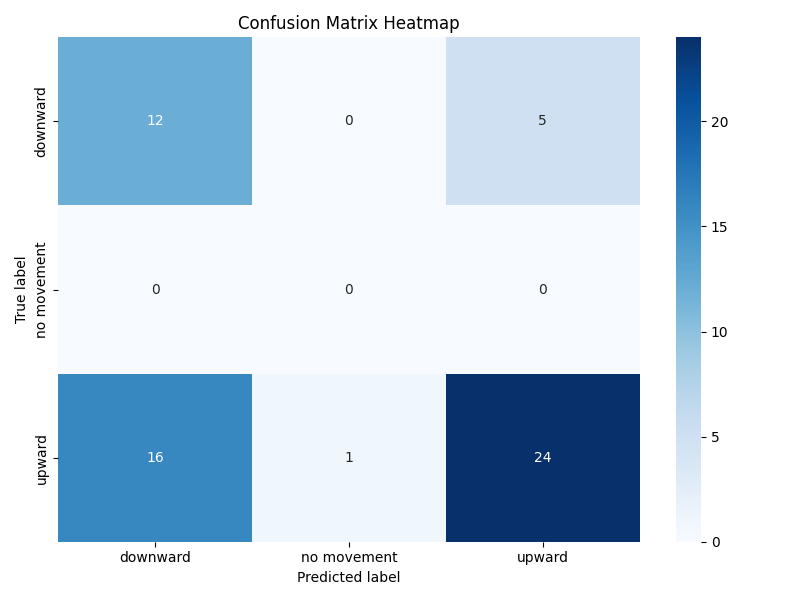 Confusion Matrix Heatmap
True label
downward
12 0 5
no movement
0 0 0
upward
16 1 24
downward no movement upward
Predicted label
20
15
10
5
0